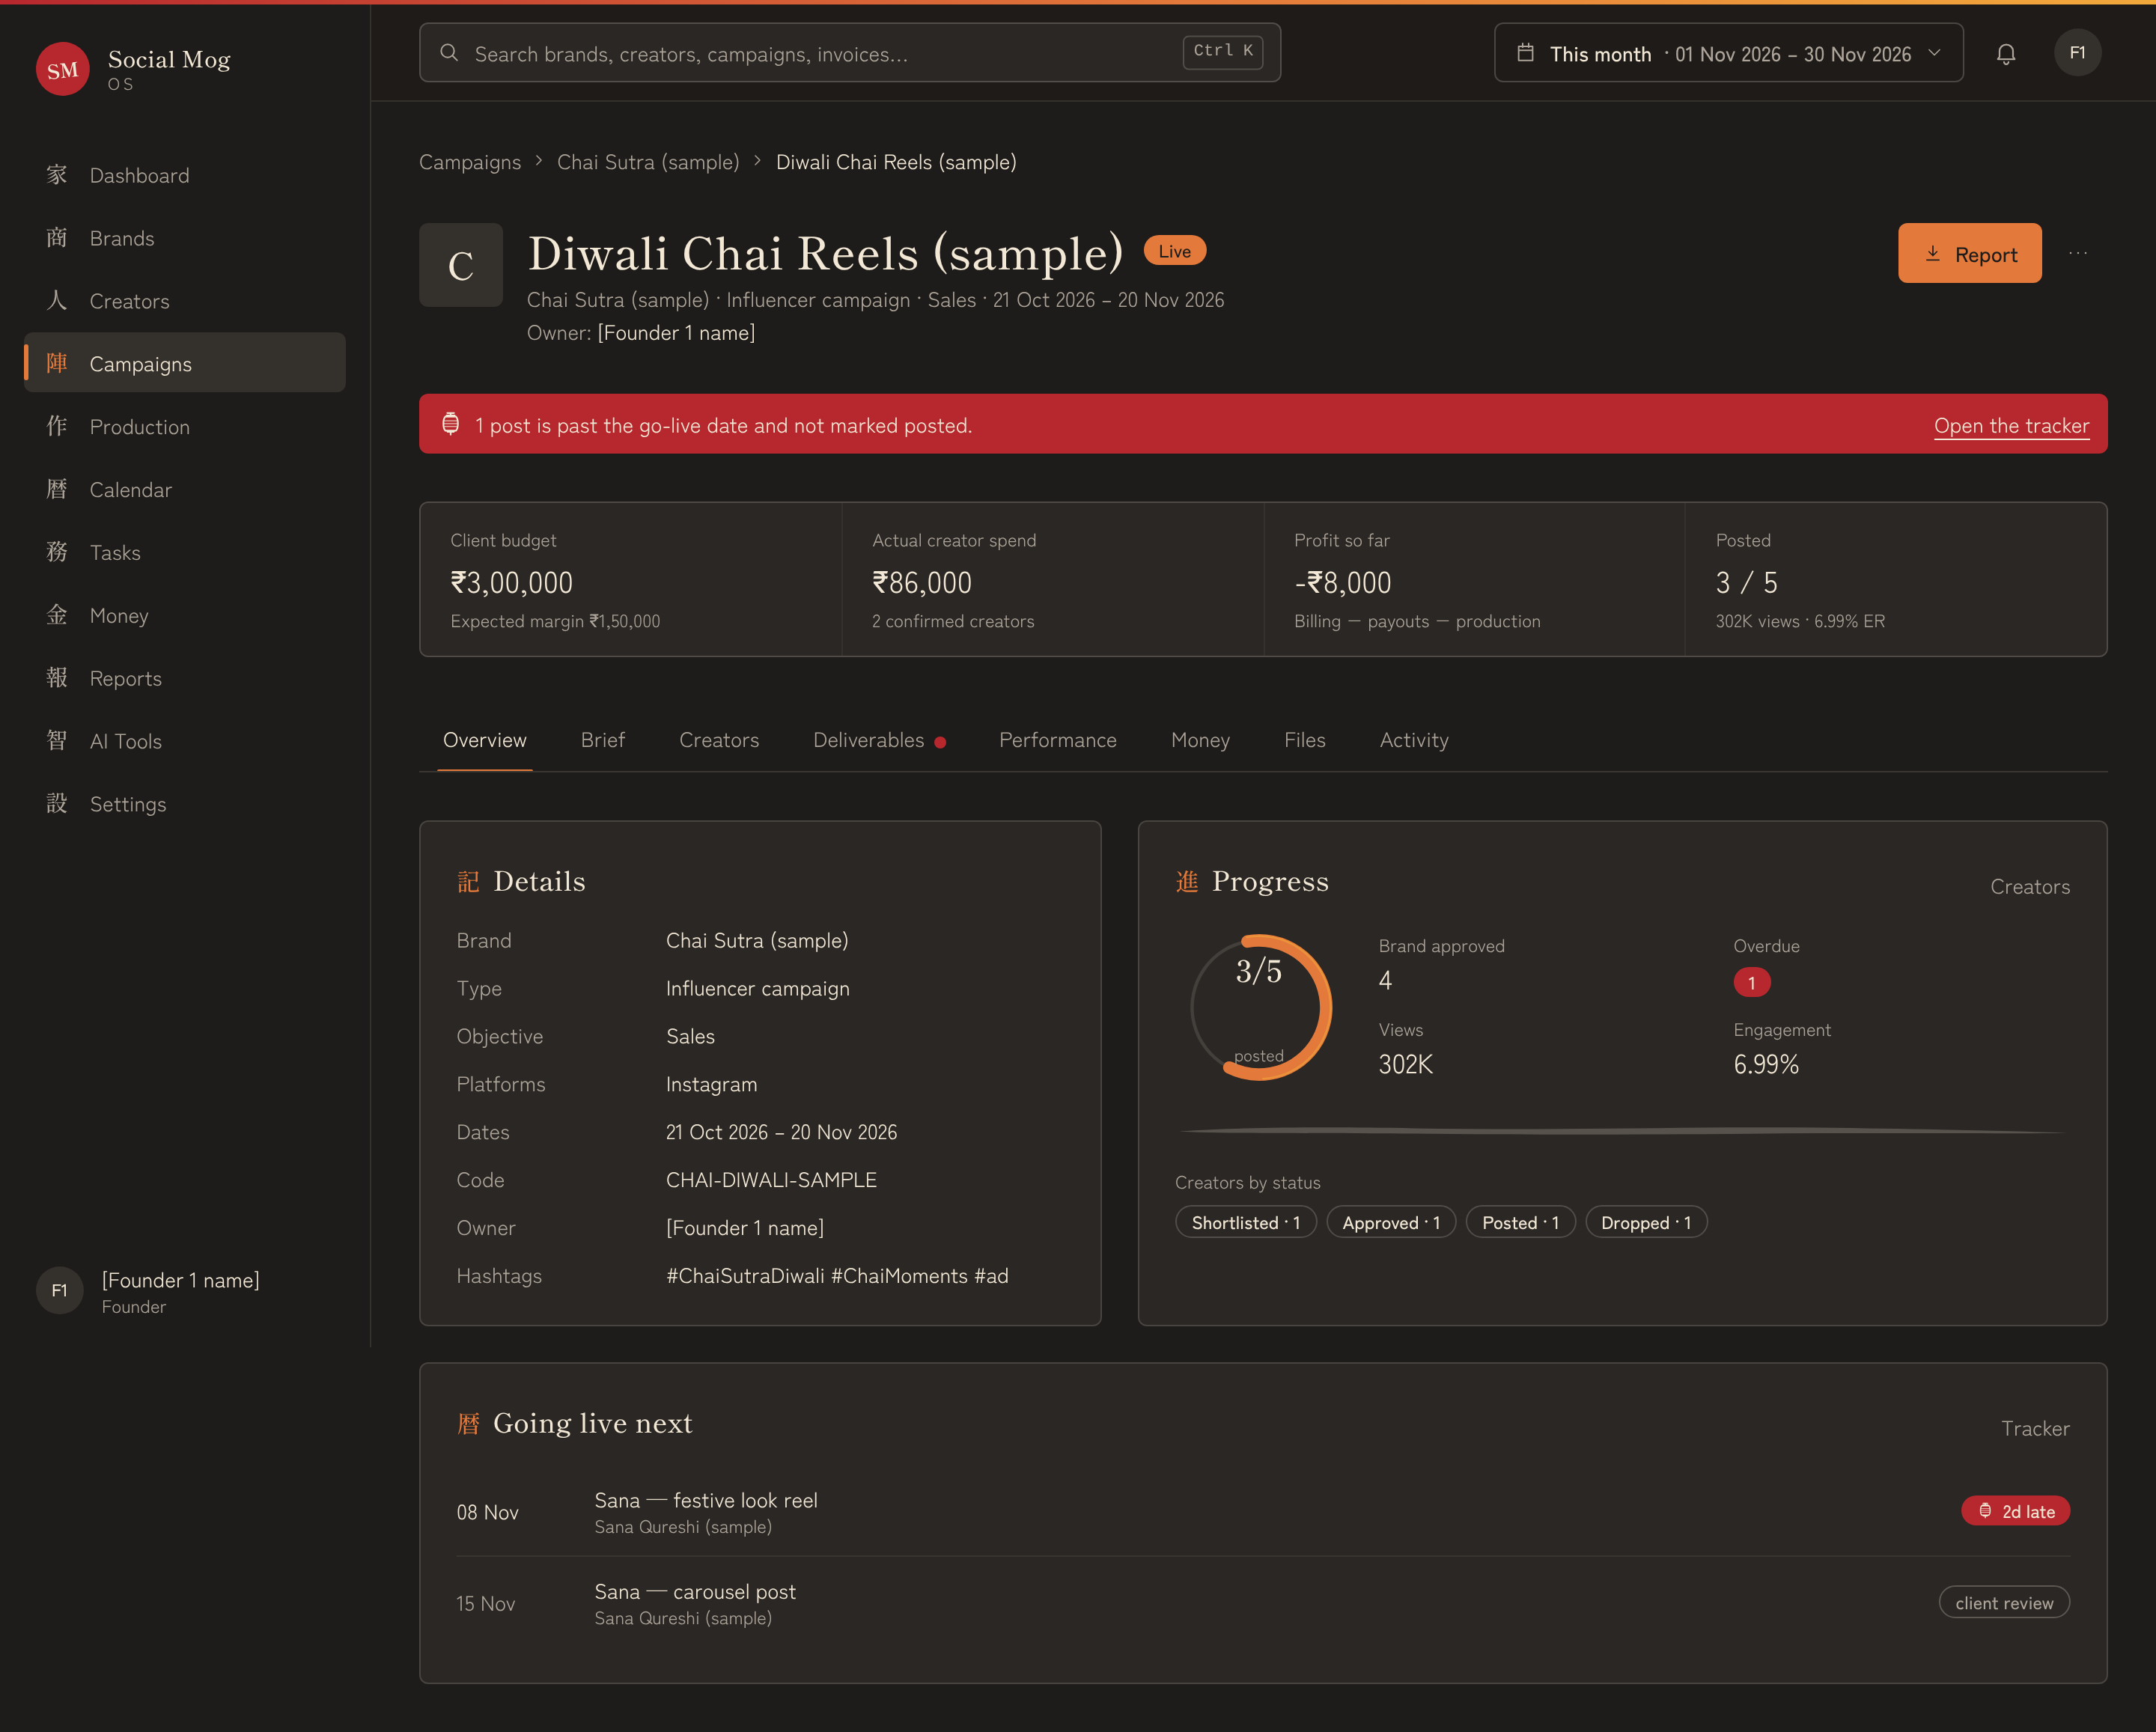 SM
Social Mog
OS
Search brands, creators, campaigns, invoices...
Ctrl K
This month · 01 Nov 2026 – 30 Nov 2026
F1
家 Dashboard
商 Brands
人 Creators
陣 Campaigns
作 Production
暦 Calendar
務 Tasks
金 Money
報 Reports
智 AI Tools
設 Settings
F1
[Founder 1 name]
Founder
Campaigns > Chai Sutra (sample) > Diwali Chai Reels (sample)
C
Diwali Chai Reels (sample)
Live
Chai Sutra (sample) · Influencer campaign · Sales · 21 Oct 2026 – 20 Nov 2026
Owner: [Founder 1 name]
Report
...
1 post is past the go-live date and not marked posted.
Open the tracker
Client budget
₹3,00,000
Expected margin ₹1,50,000
Actual creator spend
₹86,000
2 confirmed creators
Profit so far
-₹8,000
Billing — payouts — production
Posted
3 / 5
302K views · 6.99% ER
Overview
Brief
Creators
Deliverables
Performance
Money
Files
Activity
記 Details
Brand Chai Sutra (sample)
Type Influencer campaign
Objective Sales
Platforms Instagram
Dates 21 Oct 2026 – 20 Nov 2026
Code CHAI-DIWALI-SAMPLE
Owner [Founder 1 name]
Hashtags #ChaiSutraDiwali #ChaiMoments #ad
進 Progress
Creators
3/5
posted
Brand approved
4
Overdue
1
Views
302K
Engagement
6.99%
Creators by status
Shortlisted · 1
Approved · 1
Posted · 1
Dropped · 1
暦 Going live next
Tracker
08 Nov
Sana — festive look reel
Sana Qureshi (sample)
2d late
15 Nov
Sana — carousel post
Sana Qureshi (sample)
client review